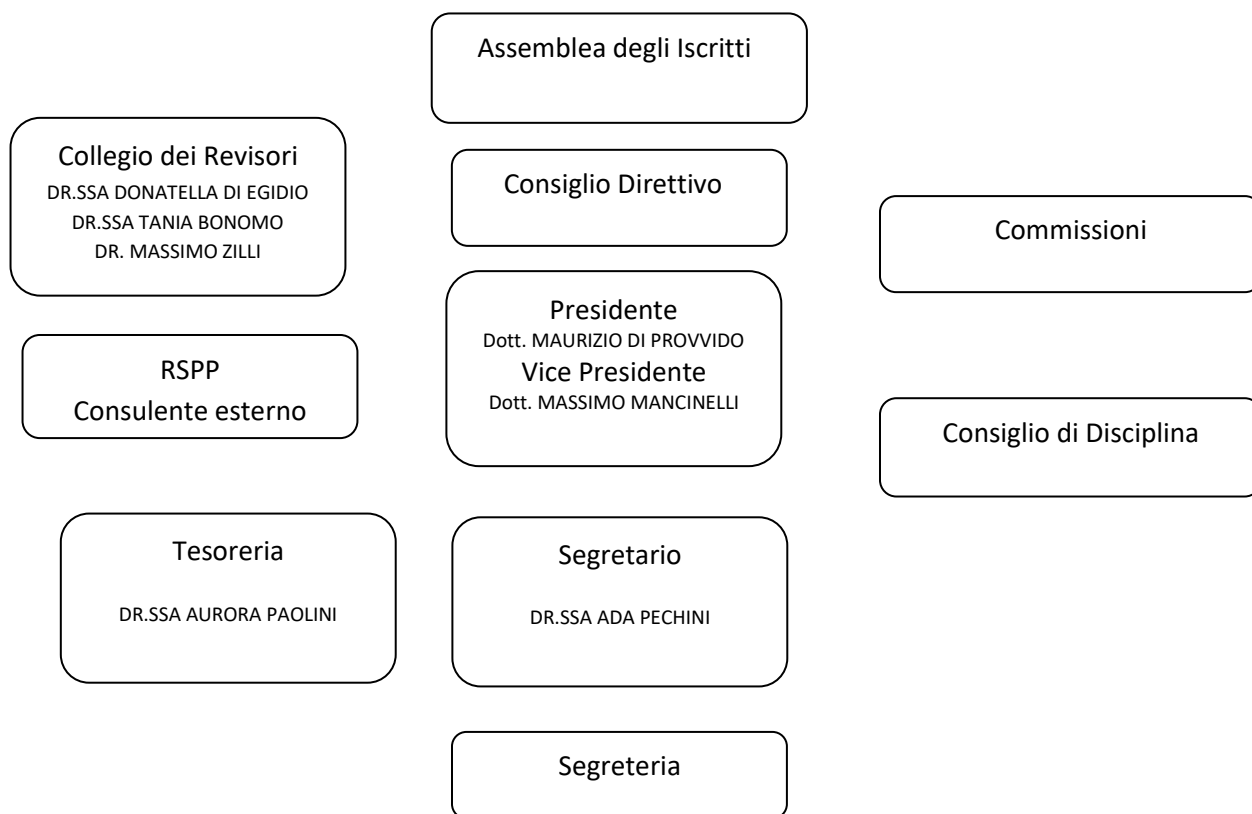 Assemblea degli Iscritti
Collegio dei Revisori
DR.SSA DONATELLA DI EGIDIO
DR.SSA TANIA BONOMO
DR. MASSIMO ZILLI
Consiglio Direttivo
Commissioni
Presidente
Dott. MAURIZIO DI PROVVIDO
Vice Presidente
Dott. MASSIMO MANCINELLI
RSPP
Consulente esterno
Consiglio di Disciplina
Tesoreria
DR.SSA AURORA PAOLINI
Segretario
DR.SSA ADA PECHINI
Segreteria